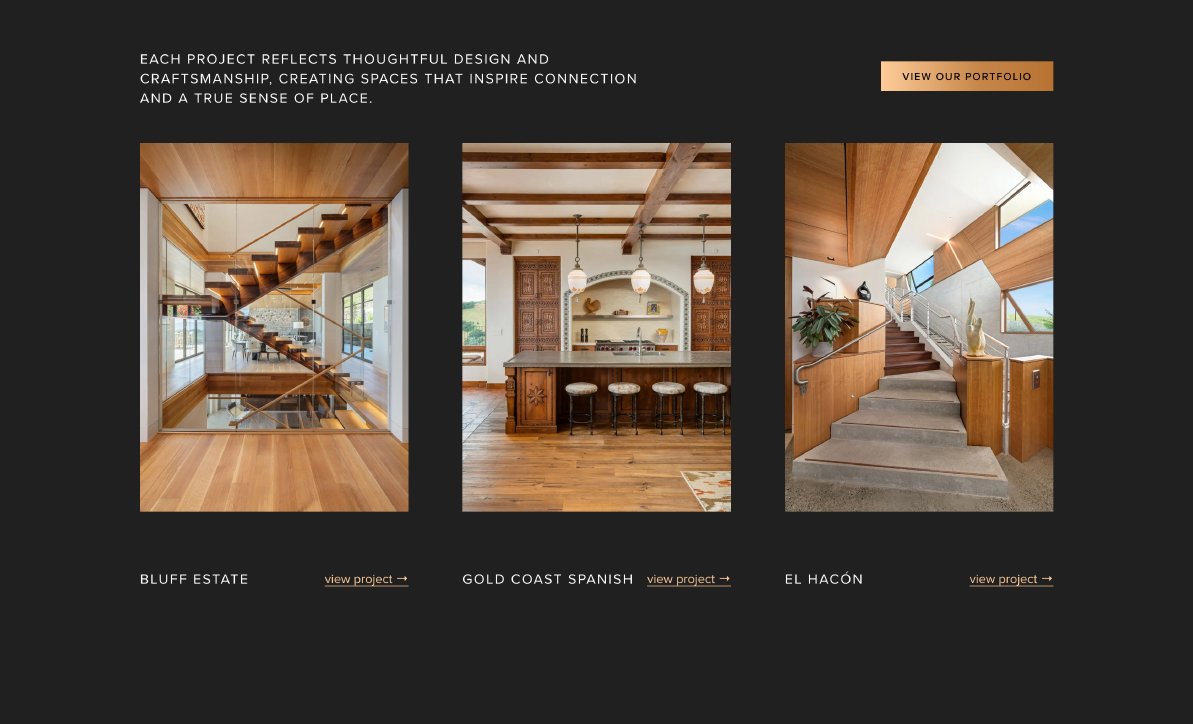 EACH PROJECT REFLECTS THOUGHTFUL DESIGN AND
CRAFTSMANSHIP, CREATING SPACES THAT INSPIRE CONNECTION
AND A TRUE SENSE OF PLACE.
VIEW OUR PORTFOLIO
BLUFF ESTATE
view project →
GOLD COAST SPANISH
view project →
EL HACÓN
view project →